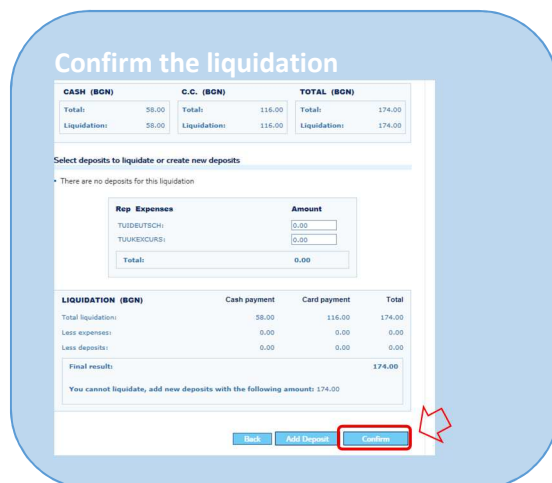 Confirm the liquidation
CASH (BGN) C.C. (BGN) TOTAL (BGN)
Total: 58.00 Total: 116.00 Total: 174.00
Liquidation: 58.00 Liquidation: 116.00 Liquidation: 174.00
Select deposits to liquidate or create new deposits
• There are no deposits for this liquidation
Rep Expenses Amount
TUIDEUTSCH: 0.00
TUUKEXCURS: 0.00
Total: 0.00
LIQUIDATION (BGN) Cash payment Card payment Total
Total liquidation: 58.00 116.00 174.00
Less expenses: 0.00 0.00 0.00
Less deposits: 0.00 0.00 0.00
Final result: 174.00
You cannot liquidate, add new deposits with the following amount: 174.00
Back Add Deposit Confirm